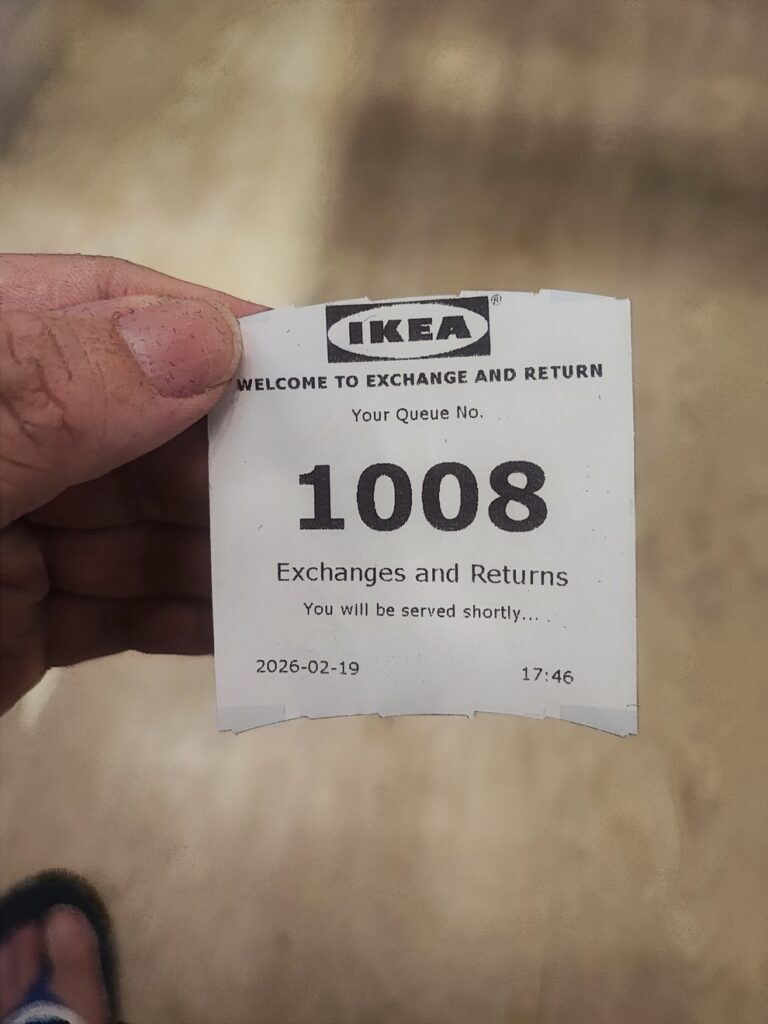 IKEA®
WELCOME TO EXCHANGE AND RETURN
Your Queue No.
1008
Exchanges and Returns
You will be served shortly...
2026-02-19 17:46